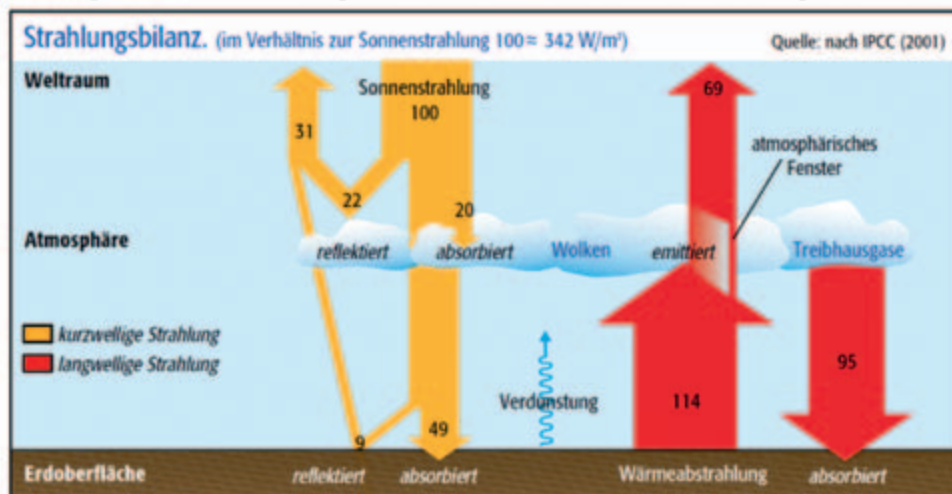 Strahlungsbilanz. (im Verhältnis zur Sonnenstrahlung 100 = 342 W/m²) Quelle: nach IPCC (2001)
Weltraum
Sonnenstrahlung
100
31
69
atmosphärisches
Fenster
22
20
Atmosphäre
reflektiert absorbiert Wolken emittiert Treibhausgase
kurzwellige Strahlung
langwellige Strahlung
95
Verdunstung 114
49
9
Erdoberfläche reflektiert absorbiert Wärmeabstrahlung absorbiert